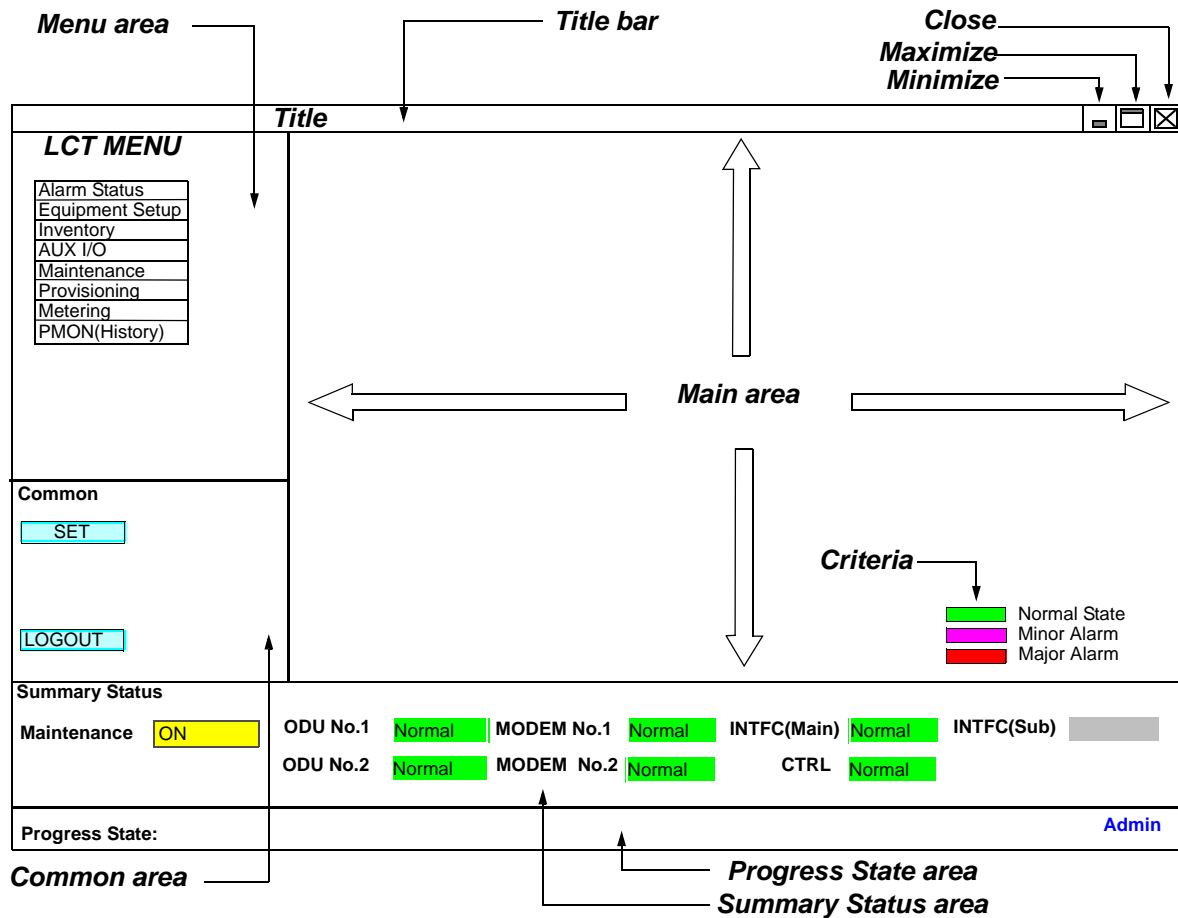 Menu area
Title bar
Close
Maximize
Minimize
Title
LCT MENU
Alarm Status
Equipment Setup
Inventory
AUX I/O
Maintenance
Provisioning
Metering
PMON(History)
Main area
Common
SET
LOGOUT
Criteria
Normal State
Minor Alarm
Major Alarm
Summary Status
Maintenance ON ODU No.1 Normal MODEM No.1 Normal INTFC(Main) Normal INTFC(Sub)
ODU No.2 Normal MODEM No.2 Normal CTRL Normal
Progress State: Admin
Common area
Progress State area
Summary Status area